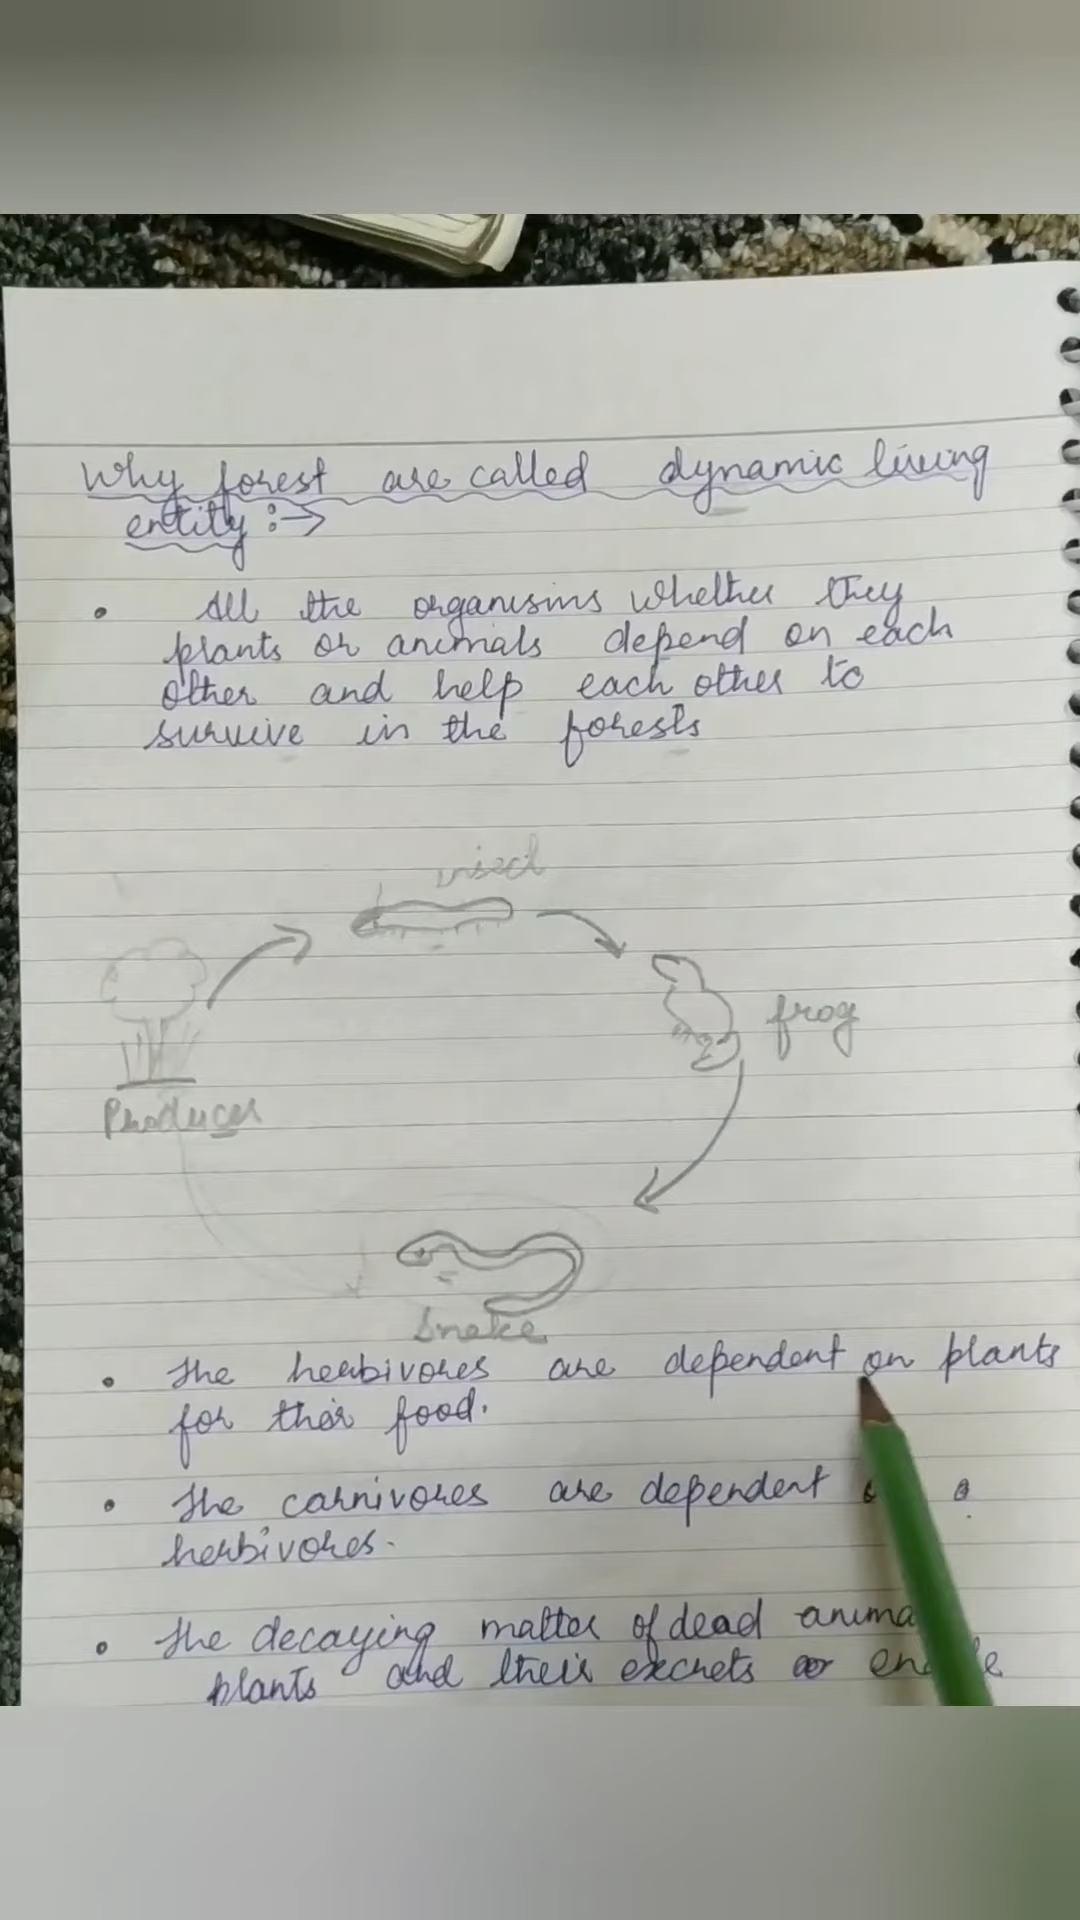 Why forest are called dynamic living
entity :→
• All the organisms whether they
plants or animals depend on each
other and help each other to
survive in the forests
insect
frog
Producer
Snake
• The herbivores are dependent on plants
for their food.
• The carnivores are dependent
herbivores.
• The decaying matter of dead
plants and their excrets